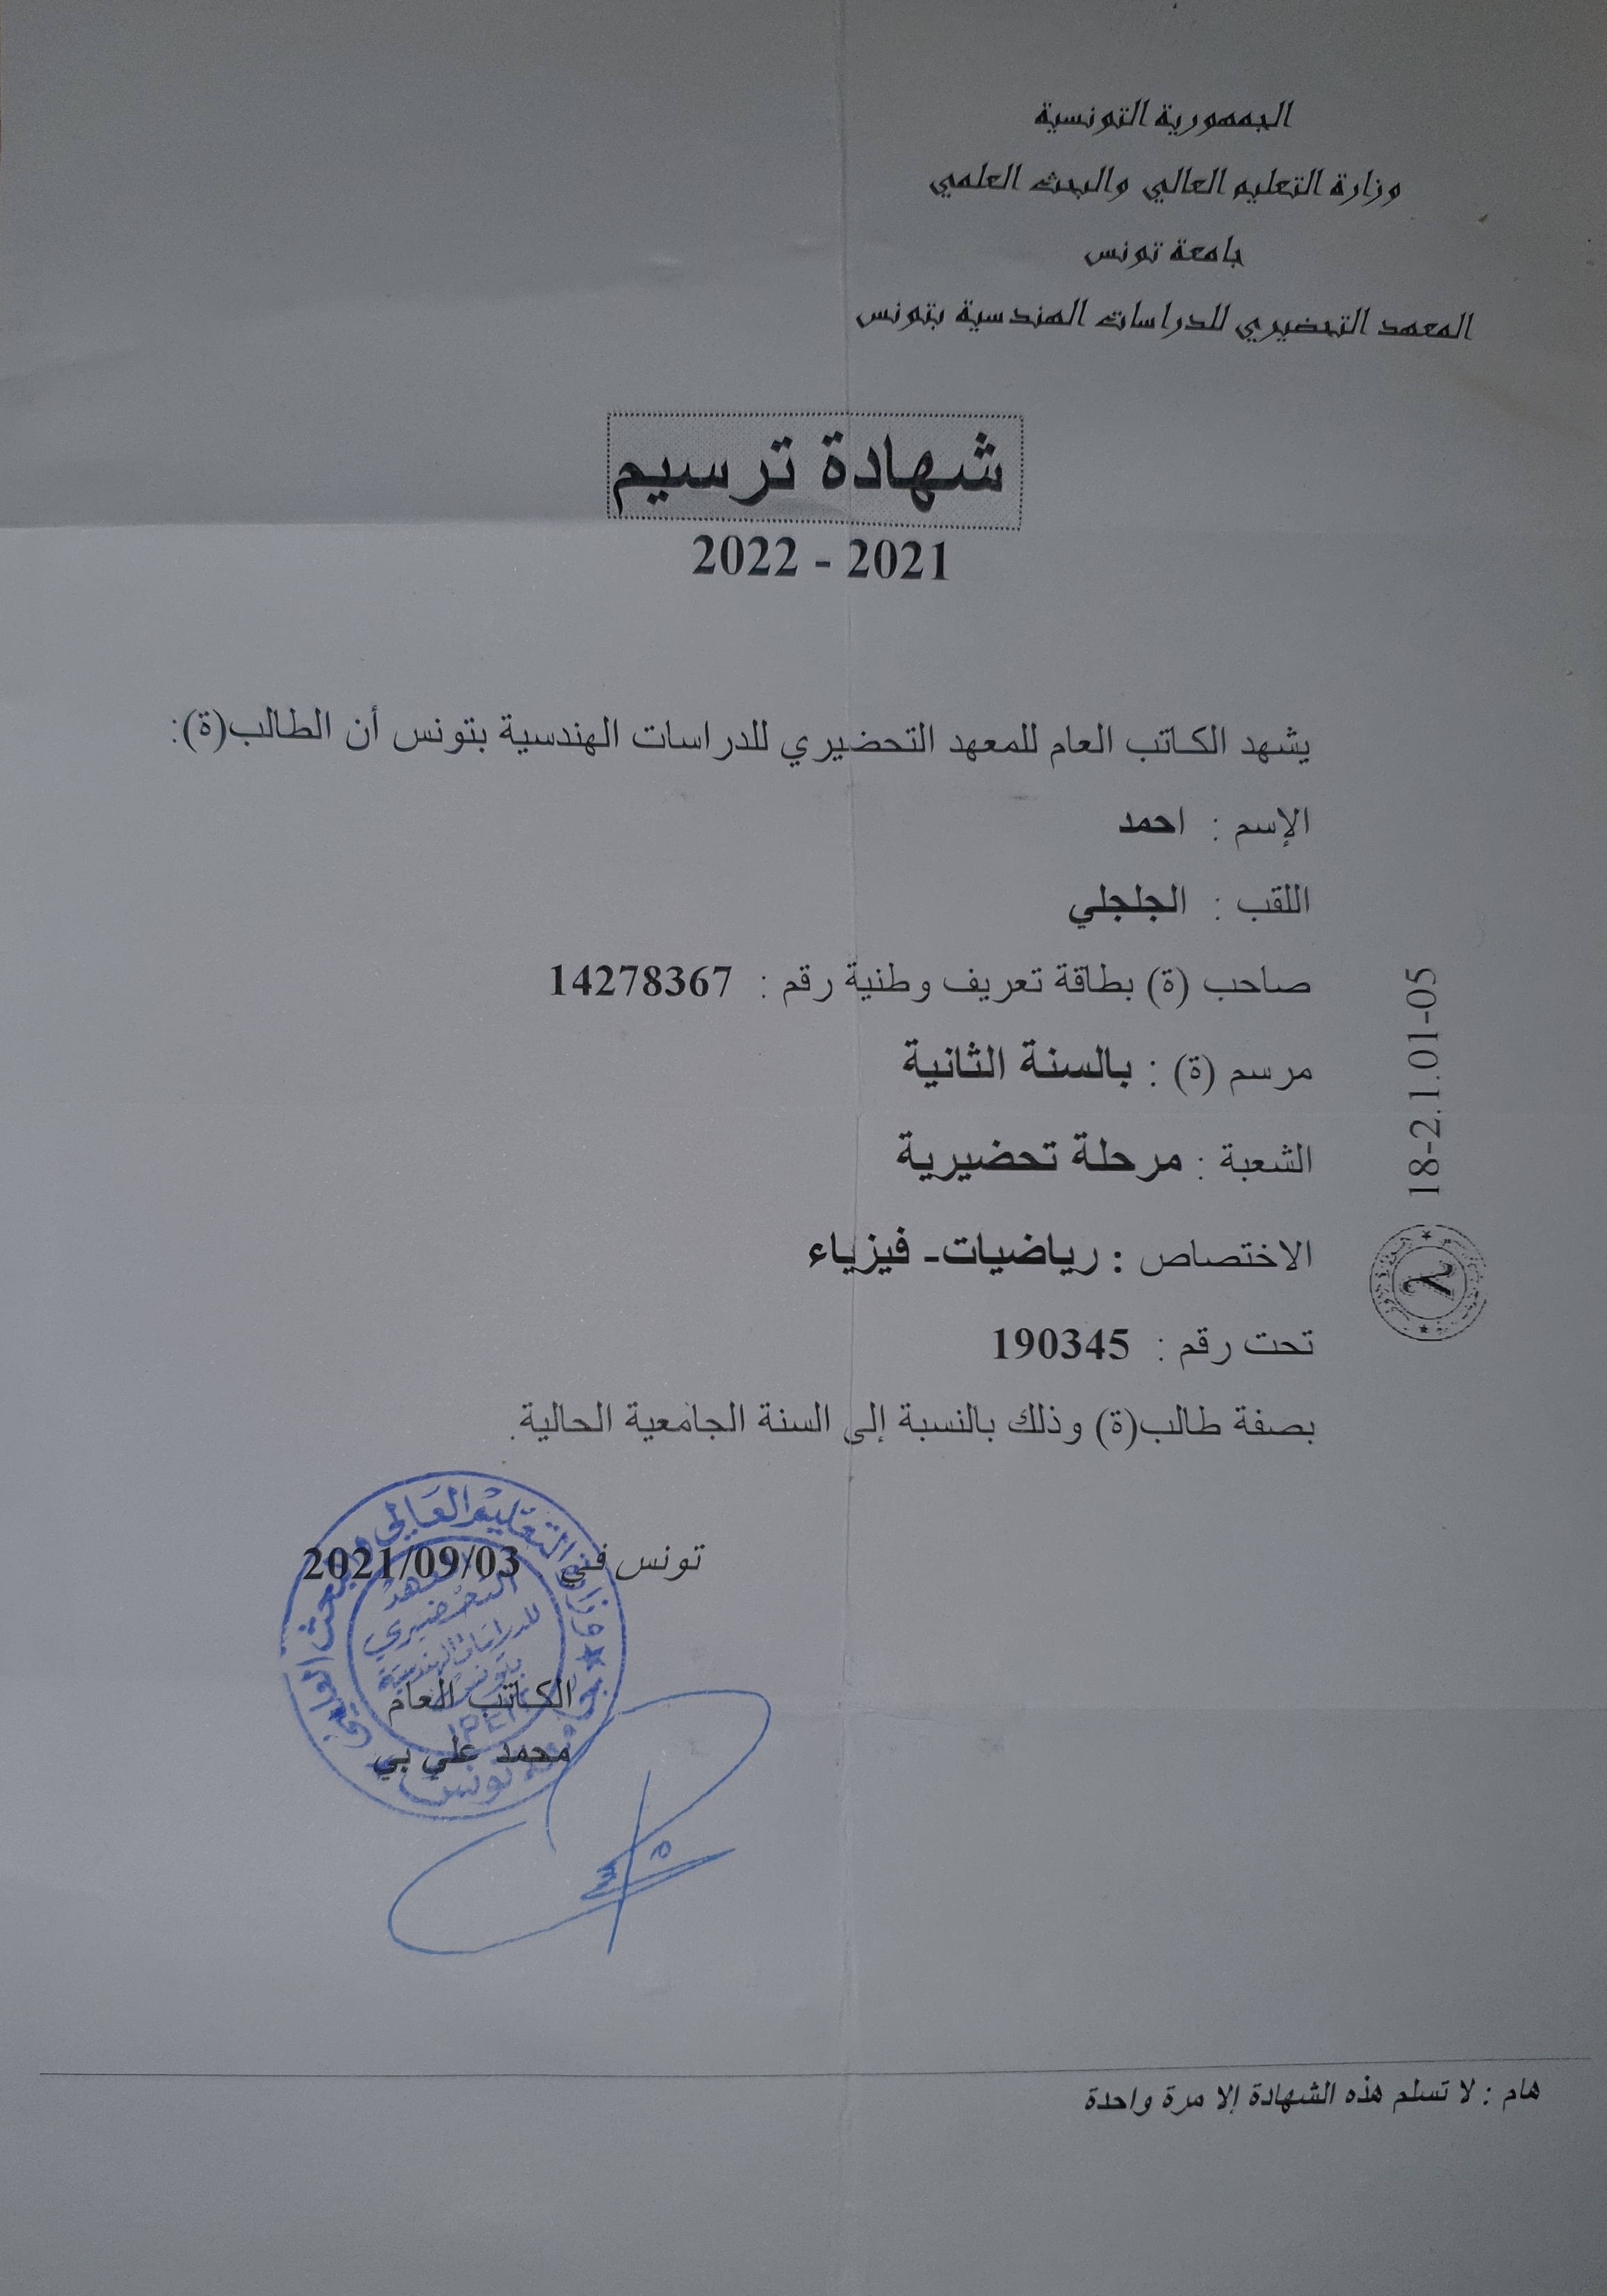 الجمهورية التونسية
وزارة التعليم العالي والبحث العلمي
جامعة تونس
المعهد التحضيري للدراسات الهندسية بتونس
شهادة ترسيم
2022 - 2021
يشهد الكاتب العام للمعهد التحضيري للدراسات الهندسية بتونس أن الطالب(ة):
الإسم : احمد
اللقب : الجلجلي
صاحب (ة) بطاقة تعريف وطنية رقم : 14278367
مرسم (ة) : بالسنة الثانية
الشعبة : مرحلة تحضيرية
الاختصاص : رياضيات- فيزياء
تحت رقم : 190345
بصفة طالب(ة) وذلك بالنسبة إلى السنة الجامعية الحالية.
18-2.1.01-05
تونس في 2021/09/03
الكاتب العام
محمد علي بي
وزارة التعليم العالي والبحث العلمي
جامعة تونس
المعهد
التحضيري
للدراسات الهندسية
بتونس
هام : لا تسلم هذه الشهادة إلا مرة واحدة